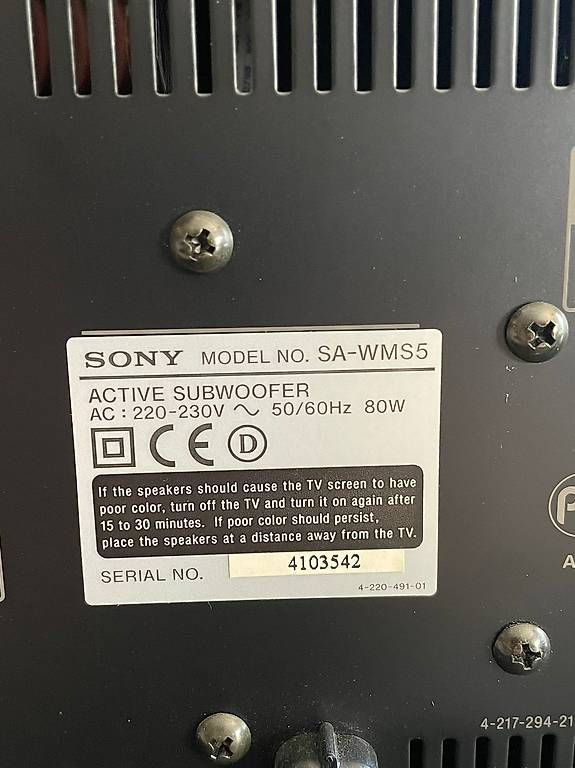 SONY MODEL NO. SA-WMS5
ACTIVE SUBWOOFER
AC : 220-230V ~ 50/60Hz 80W
CE D
If the speakers should cause the TV screen to have
poor color, turn off the TV and turn it on again after
15 to 30 minutes. If poor color should persist,
place the speakers at a distance away from the TV.
SERIAL NO. 4103542
4-220-491-01
4-217-294-21